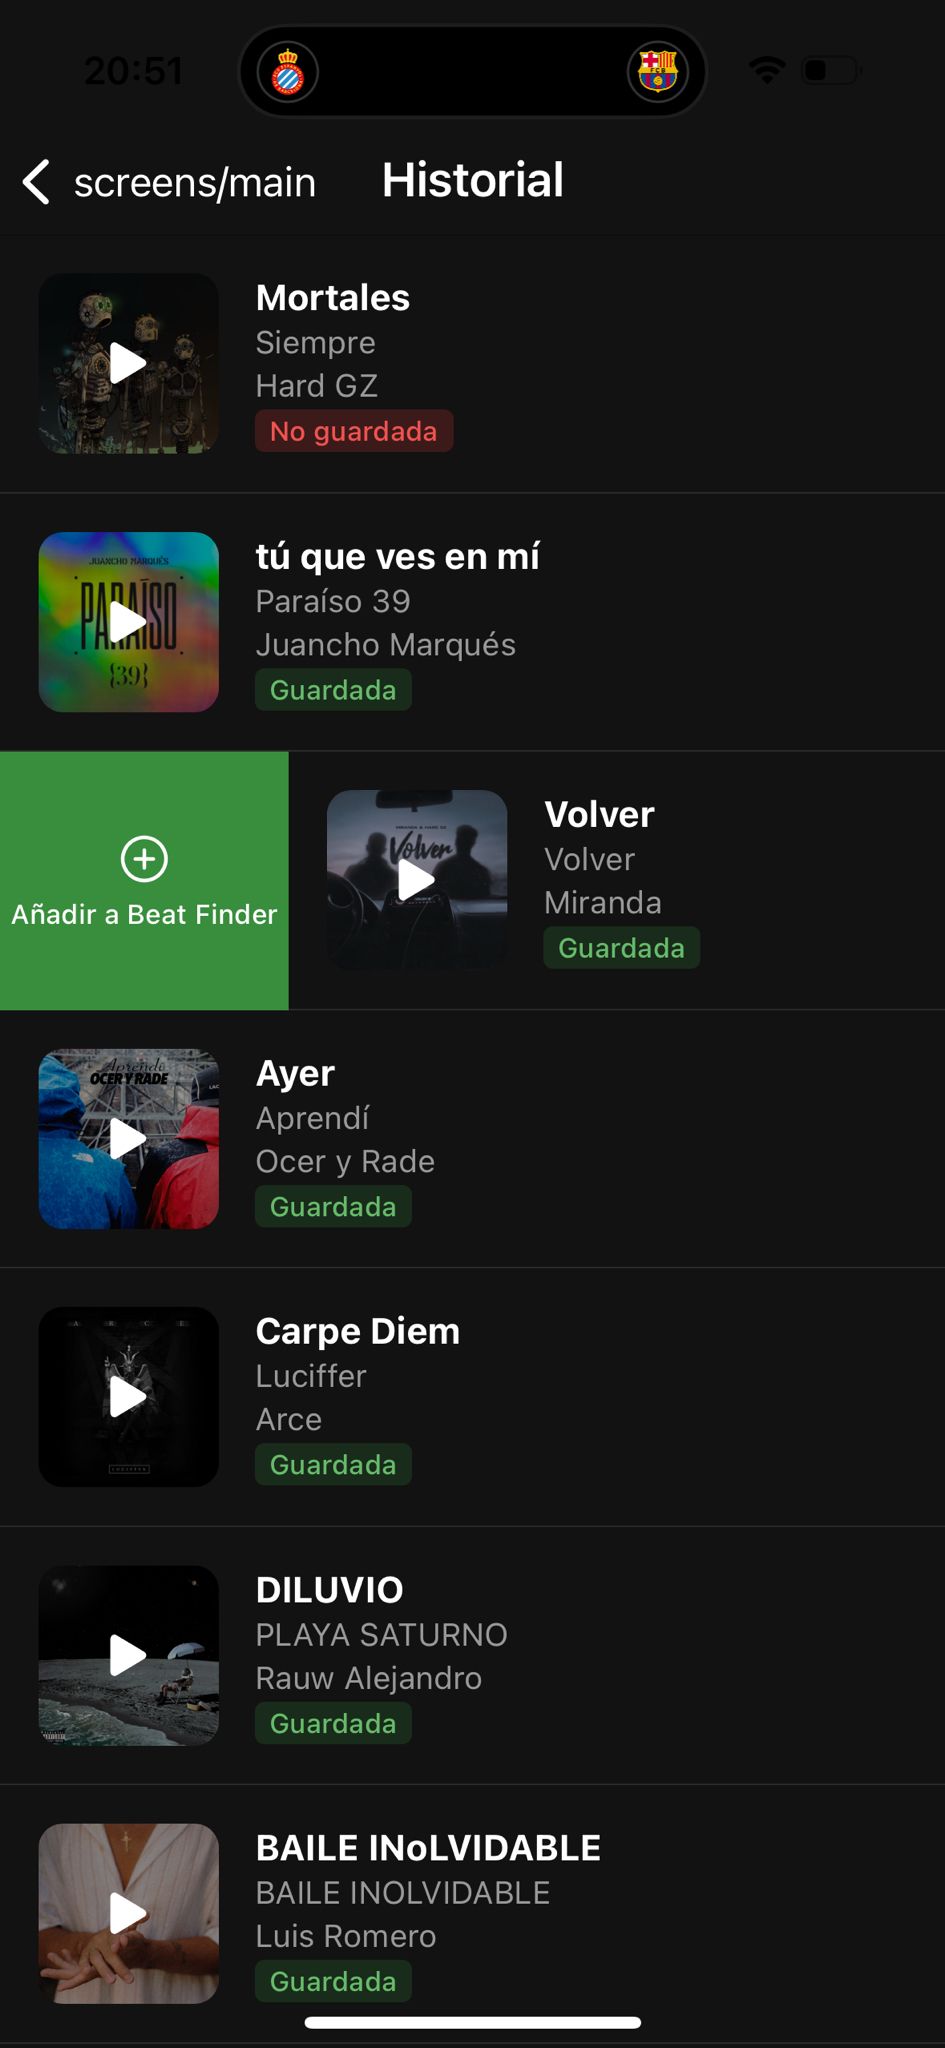 20:51
screens/main
Historial
Mortales
Siempre
Hard GZ
No guardada
JUANCHO MARQUÉS
PARAÍSO
{39}
tú que ves en mí
Paraíso 39
Juancho Marqués
Guardada
Añadir a Beat Finder
Volver
Volver
Volver
Miranda
Guardada
Aprendí
OCER Y RADE
Ayer
Aprendí
Ocer y Rade
Guardada
A R C E
Carpe Diem
Luciffer
Arce
Guardada
DILUVIO
PLAYA SATURNO
Rauw Alejandro
Guardada
BAILE INoLVIDABLE
BAILE INOLVIDABLE
Luis Romero
Guardada